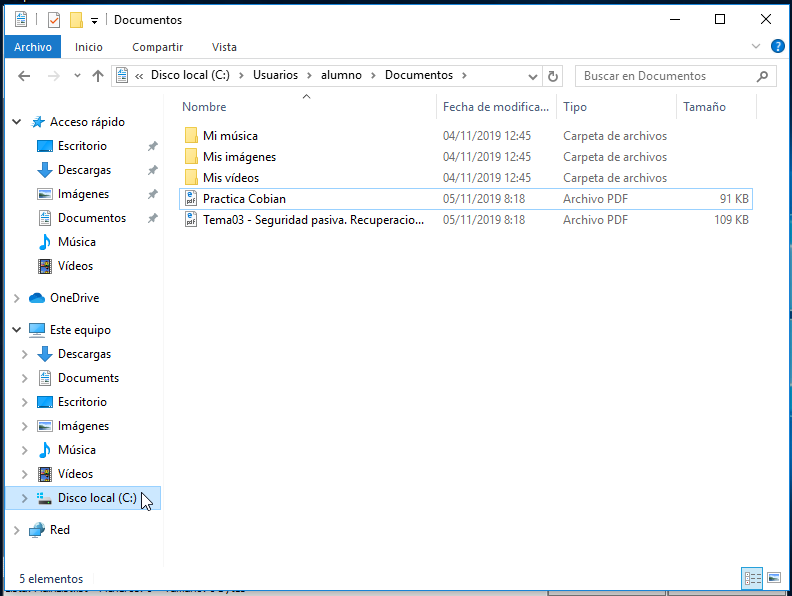 Documentos
Archivo Inicio Compartir Vista
« Disco local (C:) > Usuarios > alumno > Documentos > Buscar en Documentos
Nombre Fecha de modifica... Tipo Tamaño
Acceso rápido
Escritorio
Descargas
Imágenes
Documentos
Música
Vídeos
OneDrive
Este equipo
Descargas
Documents
Escritorio
Imágenes
Música
Vídeos
Disco local (C:)
Red
Mi música 04/11/2019 12:45 Carpeta de archivos
Mis imágenes 04/11/2019 12:45 Carpeta de archivos
Mis vídeos 04/11/2019 12:45 Carpeta de archivos
Practica Cobian 05/11/2019 8:18 Archivo PDF 91 KB
Tema03 - Seguridad pasiva. Recuperacio... 05/11/2019 8:18 Archivo PDF 109 KB
5 elementos